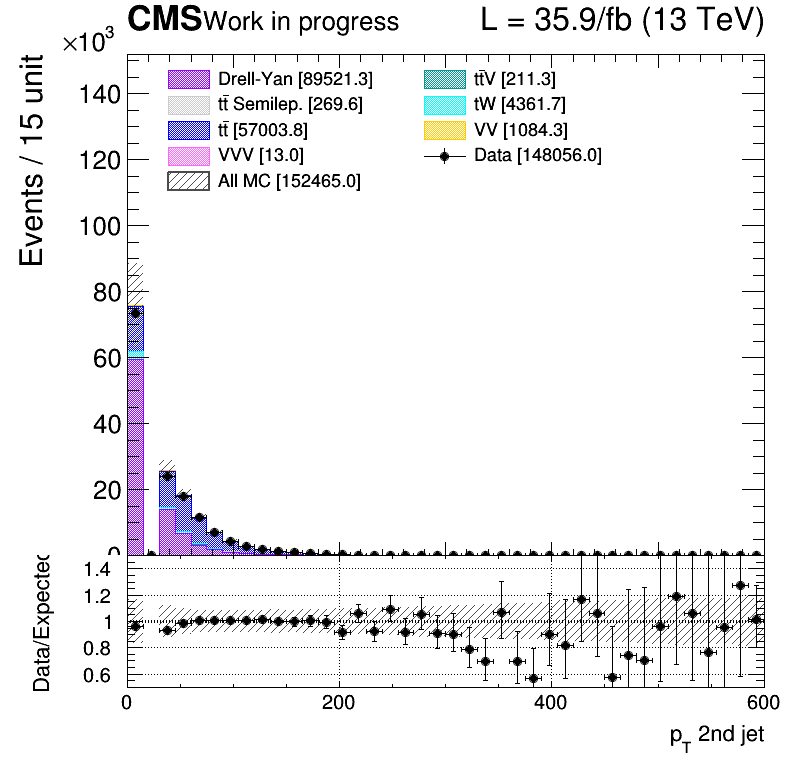 CMS Work in progress L = 35.9/fb (13 TeV)
×10³
Events / 15 unit
140
120
100
80
60
40
20
0
Drell-Yan [89521.3]
tt̄ Semilep. [269.6]
tt̄ [57003.8]
VVV [13.0]
All MC [152465.0]
tt̄V [211.3]
tW [4361.7]
VV [1084.3]
Data [148056.0]
Data/Expected
1.4
1.2
1
0.8
0.6
0 200 400 600
p_T 2nd jet